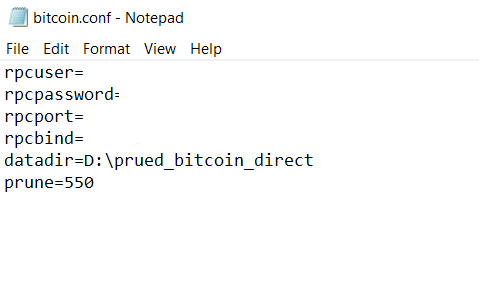 bitcoin.conf - Notepad
File Edit Format View Help
rpcuser=
rpcpassword=
rpcport=
rpcbind=
datadir=D:\prued_bitcoin_direct
prune=550